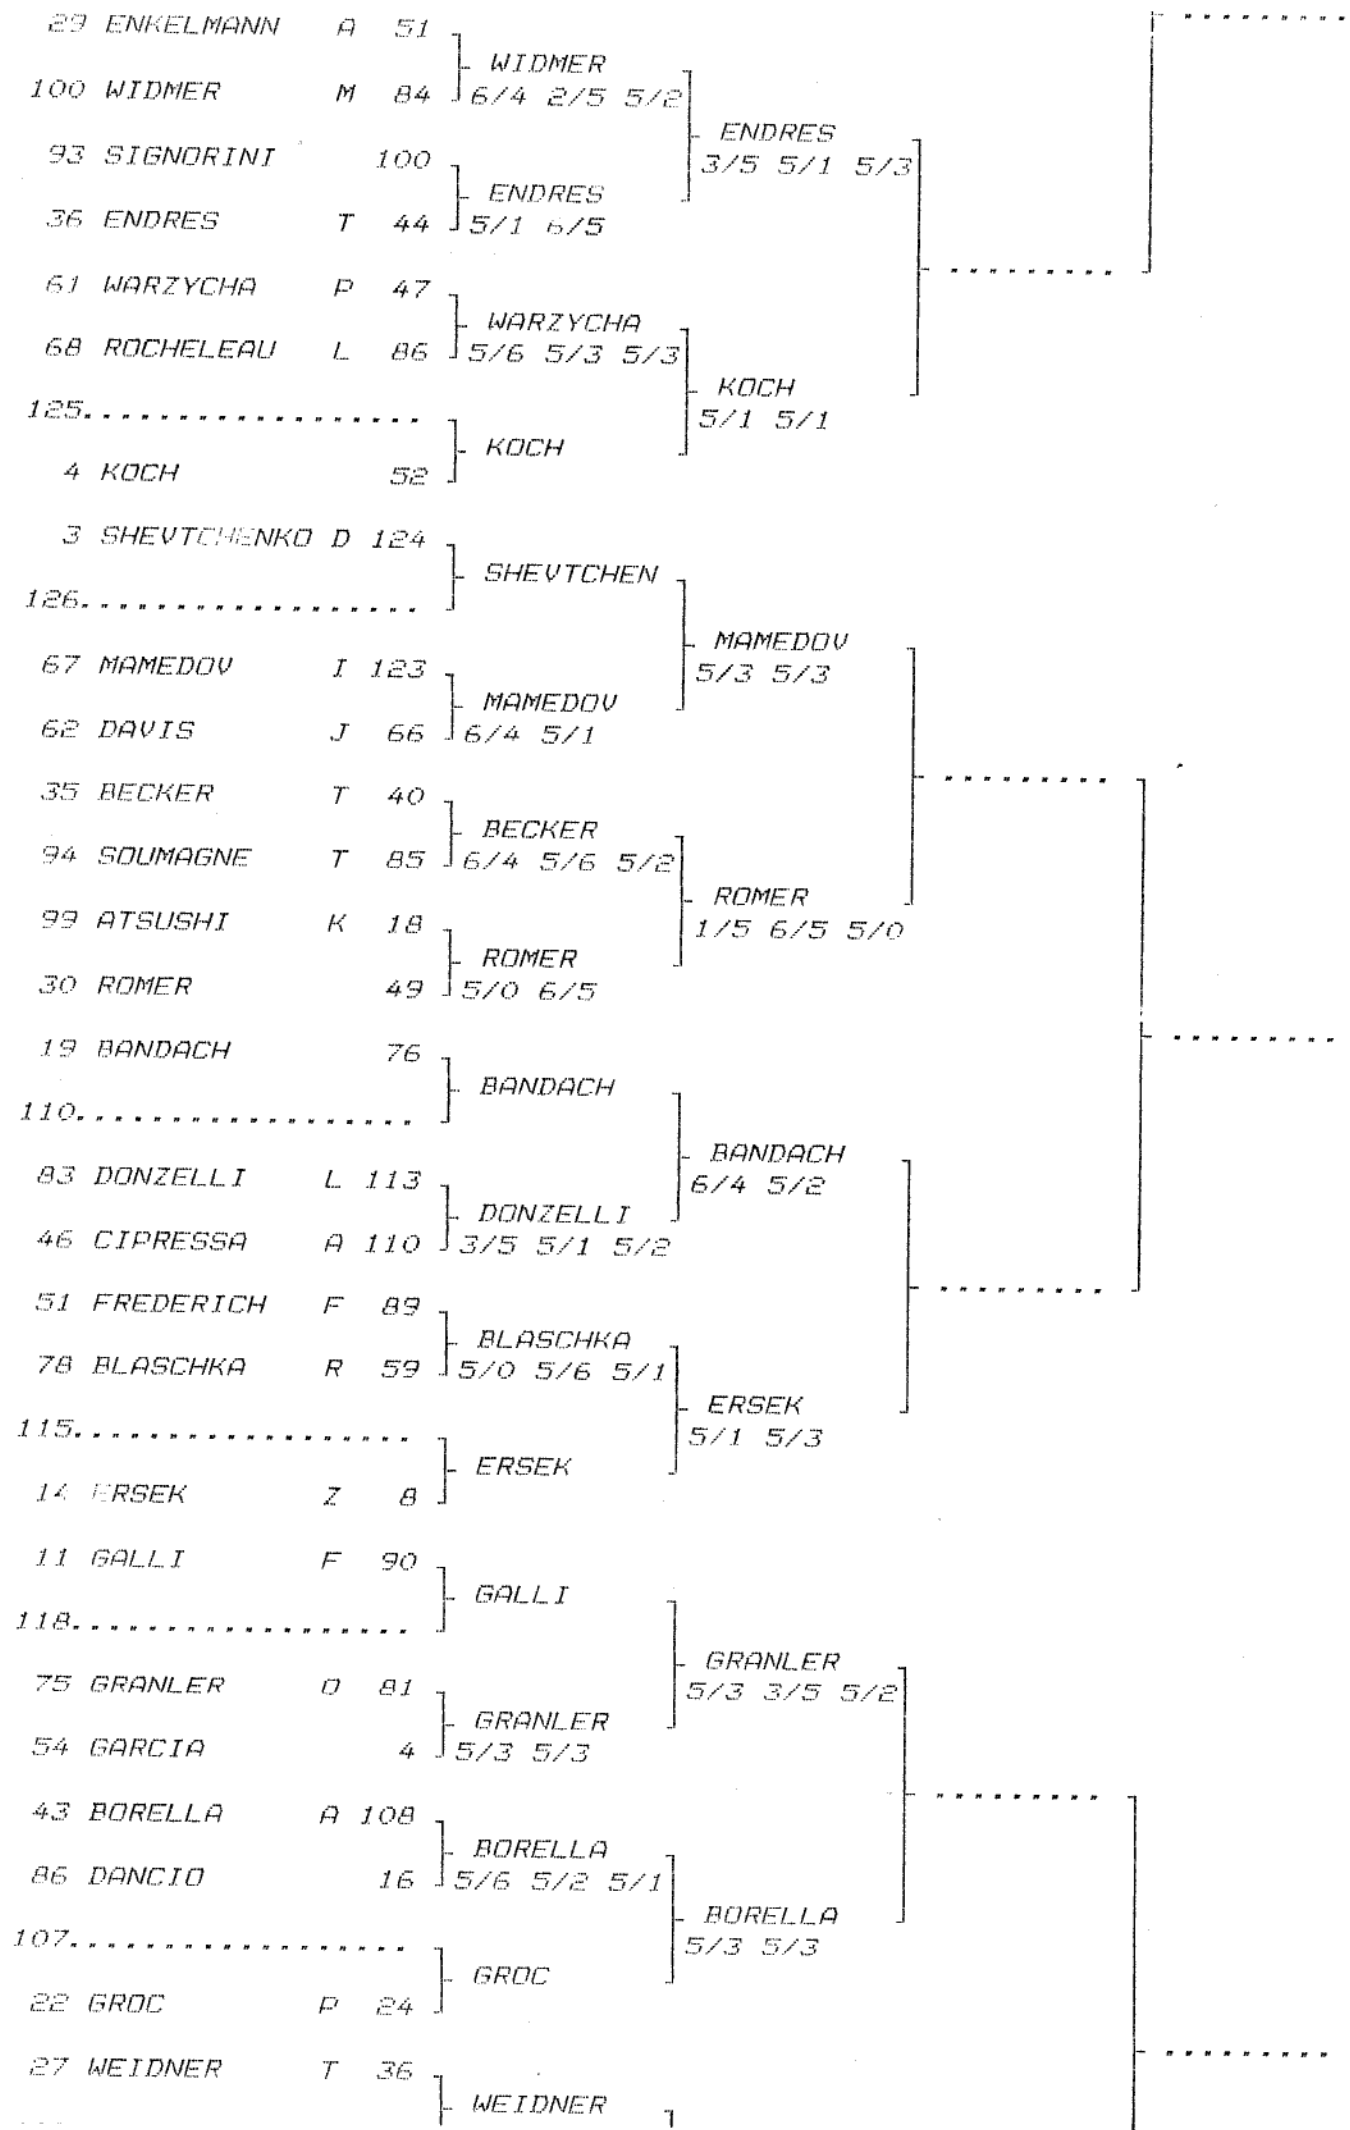 29 ENKELMANN A 51
WIDMER
100 WIDMER M 84 6/4 2/5 5/2
ENDRES
93 SIGNORINI 100 3/5 5/1 5/3
ENDRES
36 ENDRES T 44 5/1 6/5
.........
61 WARZYCHA P 47
WARZYCHA
68 ROCHELEAU L 86 5/6 5/3 5/3
KOCH
125.................. 5/1 5/1
KOCH
4 KOCH 52
3 SHEVTCHENKO D 124
SHEVTCHEN
126..................
MAMEDOV
67 MAMEDOV I 123 5/3 5/3
MAMEDOV
62 DAVIS J 66 6/4 5/1
.........
35 BECKER T 40
BECKER
94 SOUMAGNE T 85 6/4 5/6 5/2
ROMER
99 ATSUSHI K 18 1/5 6/5 5/0
ROMER
30 ROMER 49 5/0 6/5
.........
19 BANDACH 76
BANDACH
110..................
BANDACH
83 DONZELLI L 113 6/4 5/2
DONZELLI
46 CIPRESSA A 110 3/5 5/1 5/2
.........
51 FREDERICH F 89
BLASCHKA
78 BLASCHKA R 59 5/0 5/6 5/1
ERSEK
115.................. 5/1 5/3
ERSEK
14 ERSEK Z 8
11 GALLI F 90
GALLI
118..................
GRANLER
75 GRANLER O 81 5/3 3/5 5/2
GRANLER
54 GARCIA 4 5/3 5/3
.........
43 BORELLA A 108
BORELLA
86 DANCIO 16 5/6 5/2 5/1
BORELLA
107.................. 5/3 5/3
GROC
22 GROC P 24
.........
27 WEIDNER T 36
WEIDNER